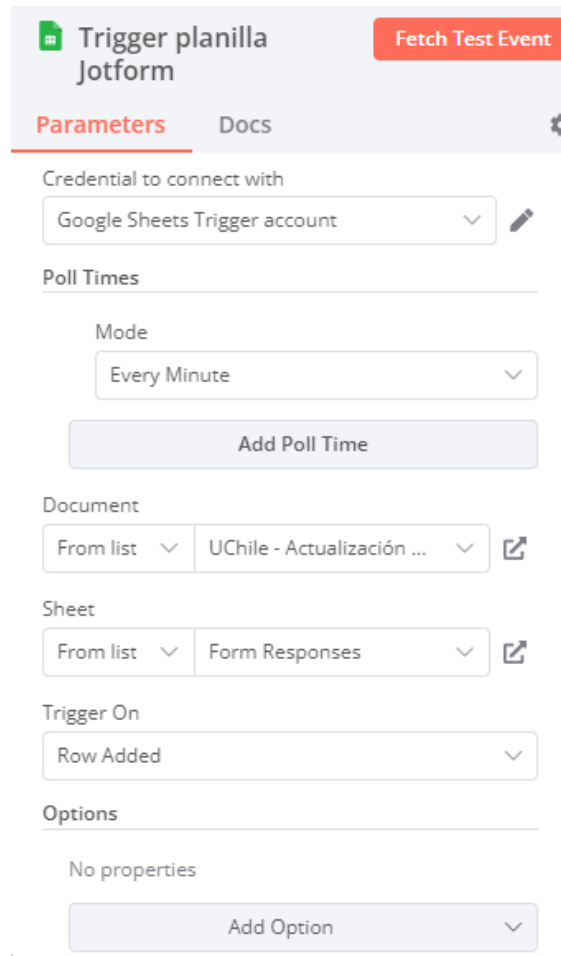 Trigger planilla
Jotform
Fetch Test Event
Parameters Docs
Credential to connect with
Google Sheets Trigger account
Poll Times
Mode
Every Minute
Add Poll Time
Document
From list UChile - Actualización ...
Sheet
From list Form Responses
Trigger On
Row Added
Options
No properties
Add Option